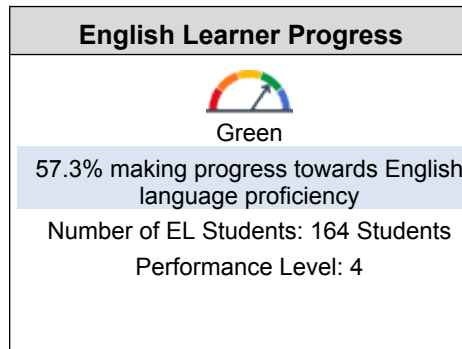 English Learner Progress
Green
57.3% making progress towards English
language proficiency
Number of EL Students: 164 Students
Performance Level: 4